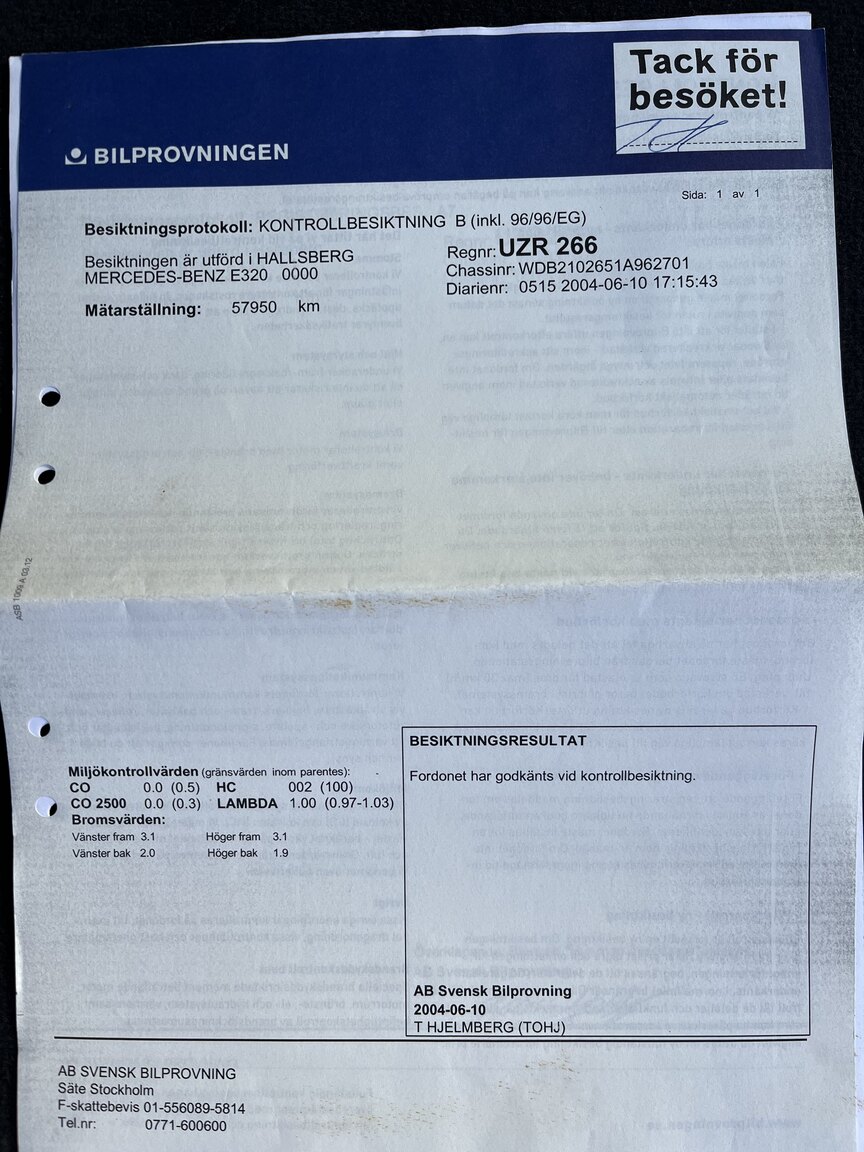 Tack för
besöket!
BILPROVNINGEN
Sida: 1 av 1
Besiktningsprotokoll: KONTROLLBESIKTNING B (inkl. 96/96/EG)
Besiktningen är utförd i HALLSBERG
MERCEDES-BENZ E320 0000
Regnr: UZR 266
Chassinr: WDB2102651A962701
Diarienr: 0515 2004-06-10 17:15:43
Mätarställning: 57950 km
ASB 1009 A 03.12
BESIKTNINGSRESULTAT
Fordonet har godkänts vid kontrollbesiktning.
Miljökontrollvärden (gränsvärden inom parentes):
CO 0.0 (0.5) HC 002 (100)
CO 2500 0.0 (0.3) LAMBDA 1.00 (0.97-1.03)
Bromsvärden:
Vänster fram 3.1 Höger fram 3.1
Vänster bak 2.0 Höger bak 1.9
AB Svensk Bilprovning
2004-06-10
T HJELMBERG (TOHJ)
AB SVENSK BILPROVNING
Säte Stockholm
F-skattebevis 01-556089-5814
Tel.nr: 0771-600600